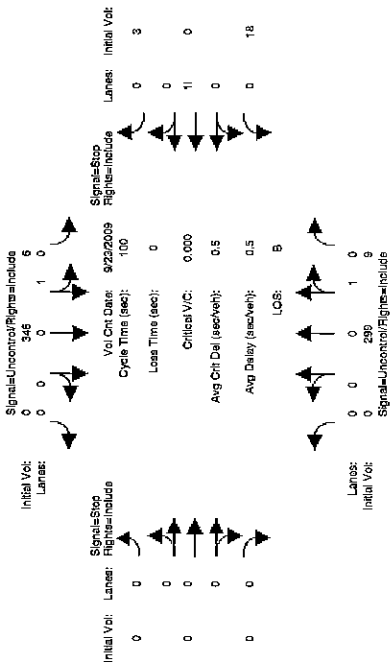 Signal=Uncontrol/Rights=Include
Initial Vol: 0 346 6
Lanes: 0 0 0 1 0
Signal=Stop
Rights=Include
Vol Cnt Date: 9/23/2009
Signal=Stop
Rights=Include
Initial Vol: Lanes:
Cycle Time (sec): 100
Lanes: Initial Vol:
0 0
0 3
Loss Time (sec): 0
0
0
0 0
Critical V/C: 0.000
1! 0
0
Avg Crit Del (sec/veh): 0.5
0
0 0
Avg Delay (sec/veh): 0.5
0 18
LOS: B
Lanes: 0 0 0 1 0
Initial Vol: 0 299 9
Signal=Uncontrol/Rights=Include